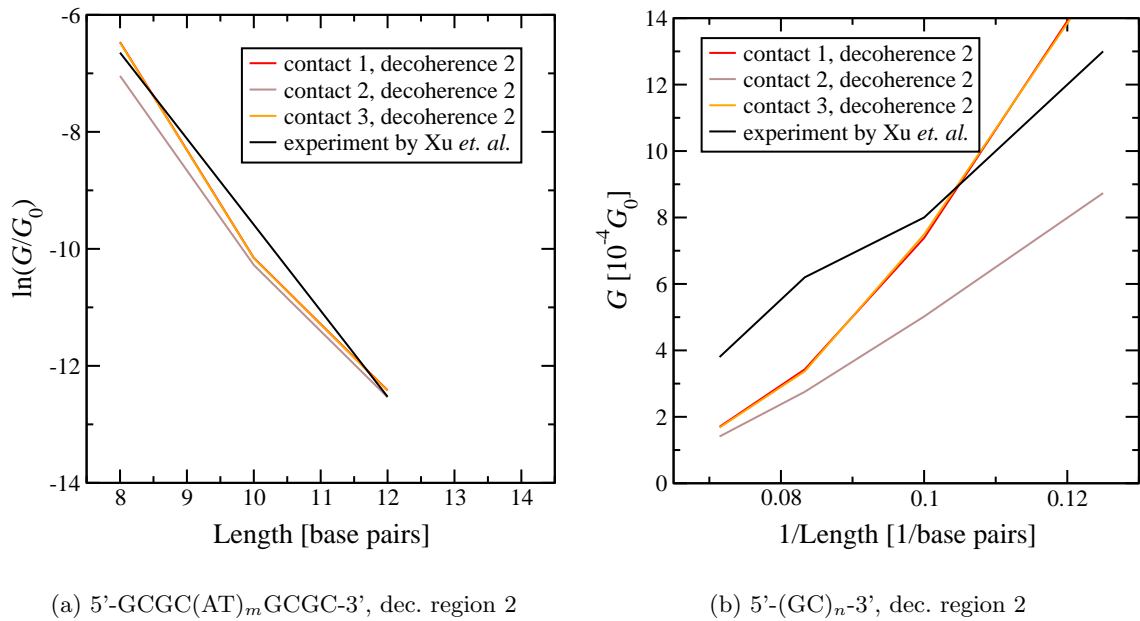 -6
-8
-10
-12
-14
ln(G/G₀)
contact 1, decoherence 2
contact 2, decoherence 2
contact 3, decoherence 2
experiment by Xu et. al.
8 9 10 11 12 13 14
Length [base pairs]
14
12
10
8
6
4
2
0
G [10⁻⁴G₀]
contact 1, decoherence 2
contact 2, decoherence 2
contact 3, decoherence 2
experiment by Xu et. al.
0.08 0.1 0.12
1/Length [1/base pairs]
(a) 5’-GCGC(AT)ₘGCGC-3’, dec. region 2
(b) 5’-(GC)ₙ-3’, dec. region 2